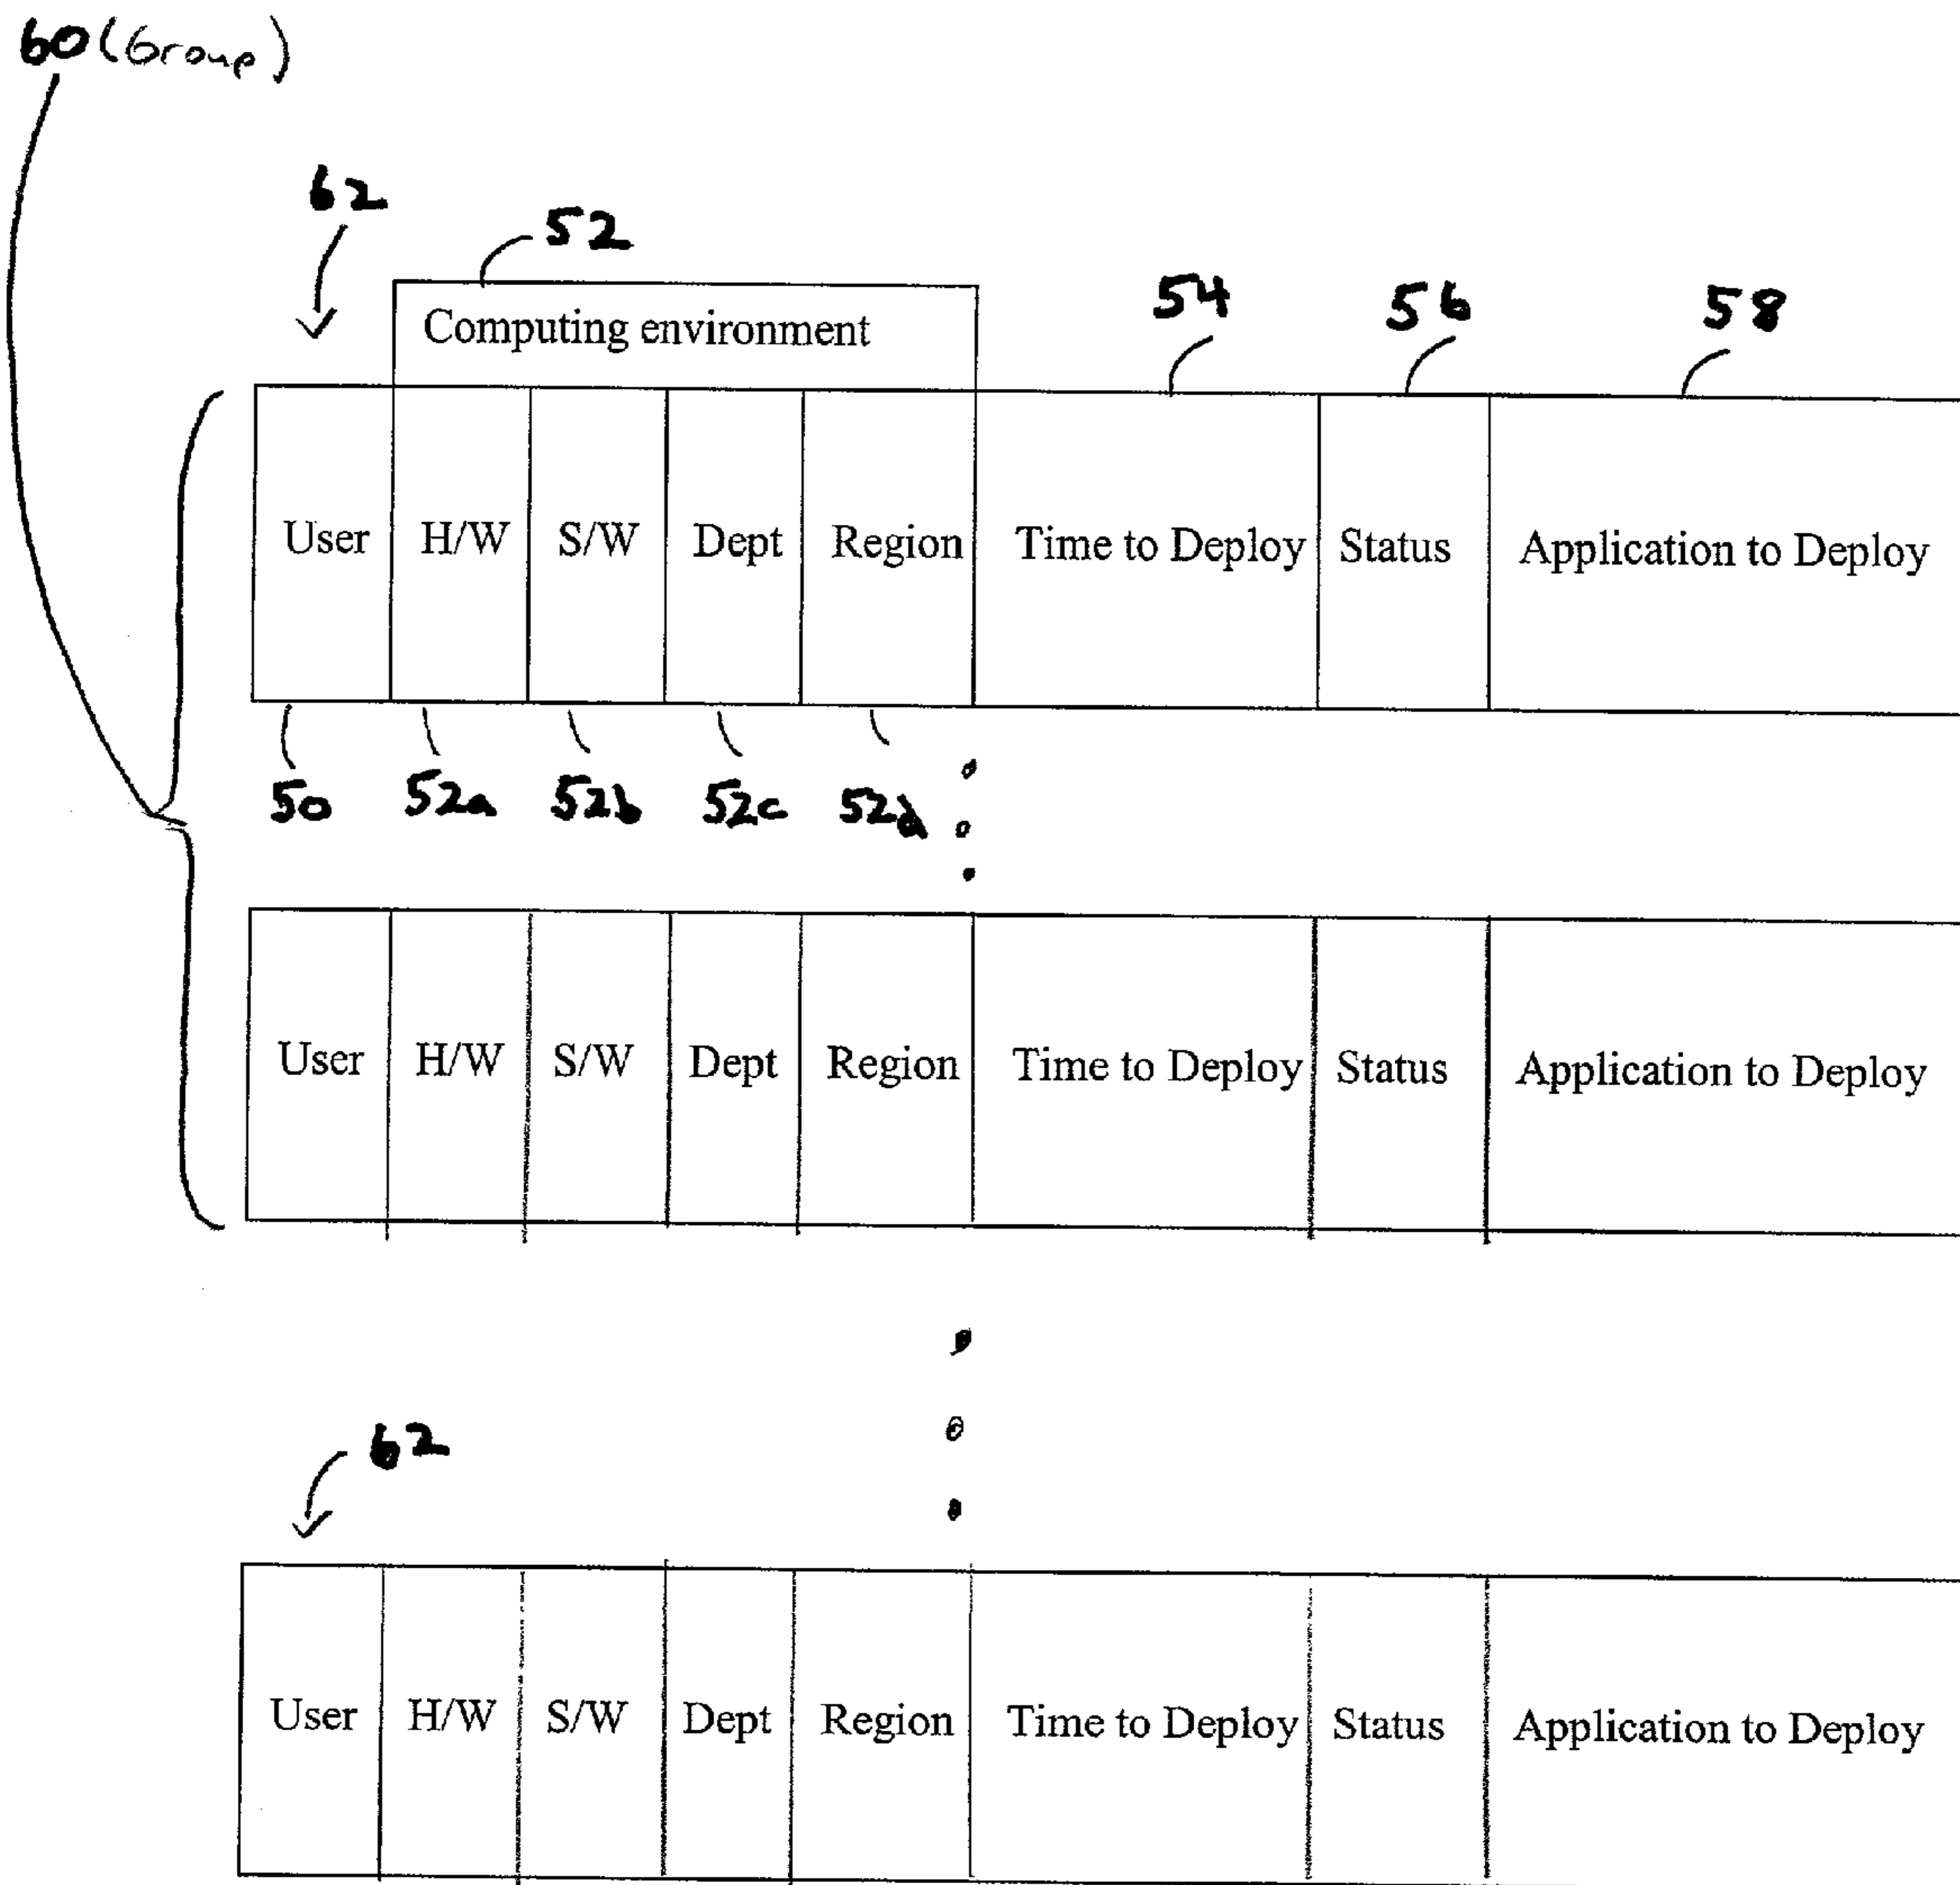 60 (Group)
62
52
54 56 58
Computing environment
User H/W S/W Dept Region Time to Deploy Status Application to Deploy
50 52a 52b 52c 52d
User H/W S/W Dept Region Time to Deploy Status Application to Deploy
62
User H/W S/W Dept Region Time to Deploy Status Application to Deploy